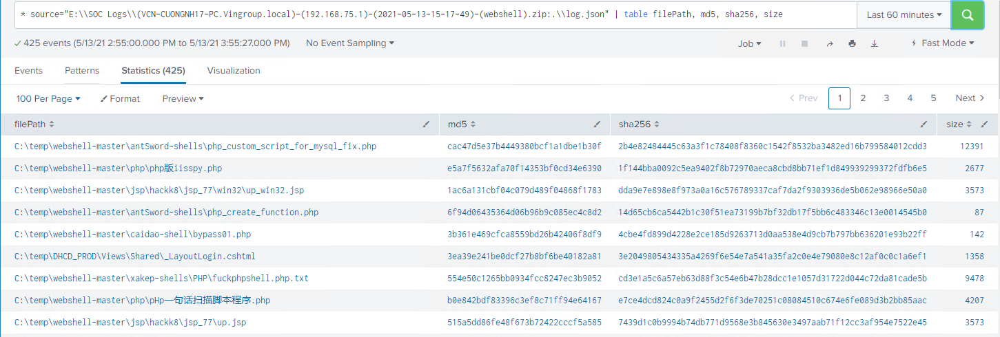 * source="E:\\SOC Logs\\(VCN-CUONGNH17-PC.Vingroup.local)-(192.168.75.1)-(2021-05-13-15-17-49)-(webshell).zip:.\\log.json" | table filePath, md5, sha256, size Last 60 minutes
425 events (5/13/21 2:55:00.000 PM to 5/13/21 3:55:27.000 PM) No Event Sampling Job Fast Mode
Events Patterns Statistics (425) Visualization
100 Per Page Format Preview Prev 1 2 3 4 5 Next
filePath md5 sha256 size
C:\temp\webshell-master\antSword-shells\php_custom_script_for_mysql_fix.php cac47d5e37b4449380bcf1a1dbe1b30f 2b4e82484445c63a3f1c78408f8360c1542f8532ba3482ed16b799584012cdd3 12391
C:\temp\webshell-master\php\php版iisspy.php e5a7f5632afa70f14353bf0cd34e6390 1f144bba0092c5ea9402f8b72970aeca8cbd8bb71ef1d849939299372fdfb6e5 2677
C:\temp\webshell-master\jsp\hackk8\jsp_77\win32\up_win32.jsp 1ac6a131cbf04c079d489f04868f1783 dda9e7e898e8f973a0a16c576789337caf7da2f9303936de5b062e98966e50a0 3573
C:\temp\webshell-master\antSword-shells\php_create_function.php 6f94d06435364d06b96b9c085ec4c8d2 14d65cb6ca5442b1c30f51ea73199b7bf32db17f5bb6c483346c13e0014545b0 87
C:\temp\webshell-master\caidao-shell\bypass01.php 3b361e469cfca8559bd26b42406f8df9 4cbe4fd899d4228e2ce185d9263713d0aa538e4d9cb7b797bb636201e93b22ff 142
C:\temp\DHCD_PROD\Views\Shared\_LayoutLogin.cshtml 3ea39e241be0dcf27b8bf6be40182a81 3e2049805434335a4269f6e54e7a541a35fa2c0e4e79080e8c12af0c0c1a6ef1 1358
C:\temp\webshell-master\xakep-shells\PHP\fuckphpshell.php.txt 554e50c1265bb0934fcc8247ec3b9052 cd3e1a5c6a57eb63d88f3c54e6b47b28dcc1e1057d31722d044c72da81cade5b 9478
C:\temp\webshell-master\php\pHp一句话扫描脚本程序.php b0e842bdf83396c3ef8c71ff94e64167 e7ce4dcd824c0a9f2455d2f6f3de70251c08084510c674e6fe089d3b2bb85aac 4207
C:\temp\webshell-master\jsp\hackk8\jsp_77\up.jsp 515a5dd86fe48f673b72422cccf5a585 7439d1c0b9994b74db771d9568e3b845630e3497aab71f12cc3af954e7522e45 3573